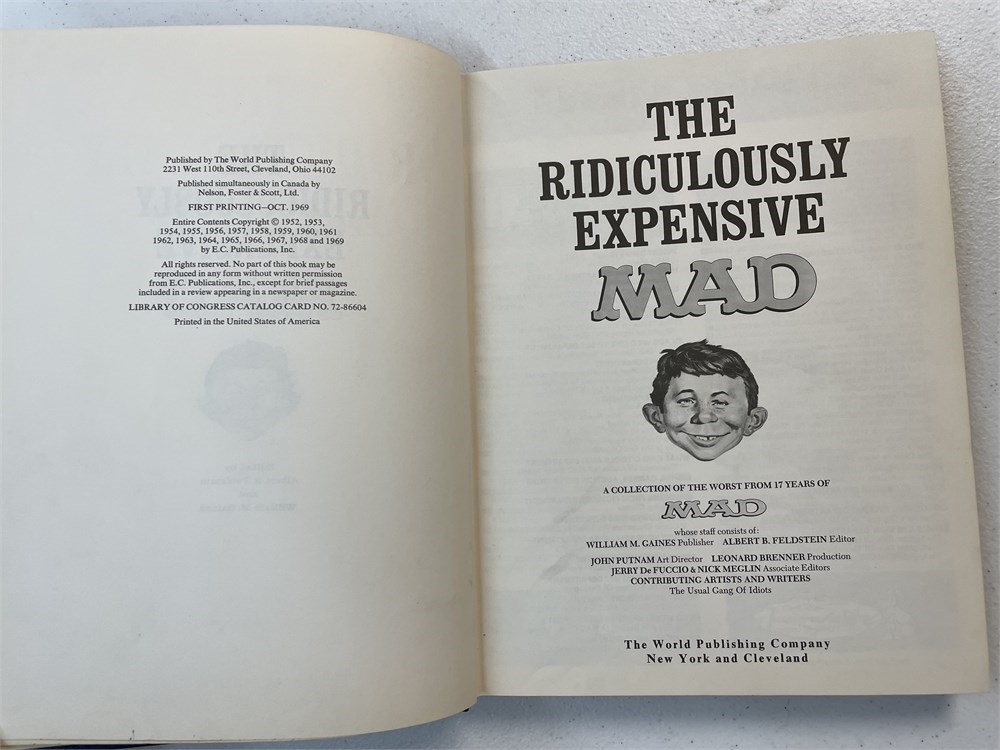 Published by The World Publishing Company
2231 West 110th Street, Cleveland, Ohio 44102
Published simultaneously in Canada by
Nelson, Foster & Scott, Ltd.
FIRST PRINTING—OCT. 1969
Entire Contents Copyright © 1952, 1953,
1954, 1955, 1956, 1957, 1958, 1959, 1960, 1961
1962, 1963, 1964, 1965, 1966, 1967, 1968 and 1969
by E.C. Publications, Inc.
All rights reserved. No part of this book may be
reproduced in any form without written permission
from E.C. Publications, Inc., except for brief passages
included in a review appearing in a newspaper or magazine.
LIBRARY OF CONGRESS CATALOG CARD NO. 72-86604
Printed in the United States of America
THE
RIDICULOUSLY
EXPENSIVE
MAD
A COLLECTION OF THE WORST FROM 17 YEARS OF
MAD
whose staff consists of:
WILLIAM M. GAINES Publisher ALBERT B. FELDSTEIN Editor
JOHN PUTNAM Art Director LEONARD BRENNER Production
JERRY De FUCCIO & NICK MEGLIN Associate Editors
CONTRIBUTING ARTISTS AND WRITERS
The Usual Gang Of Idiots
The World Publishing Company
New York and Cleveland